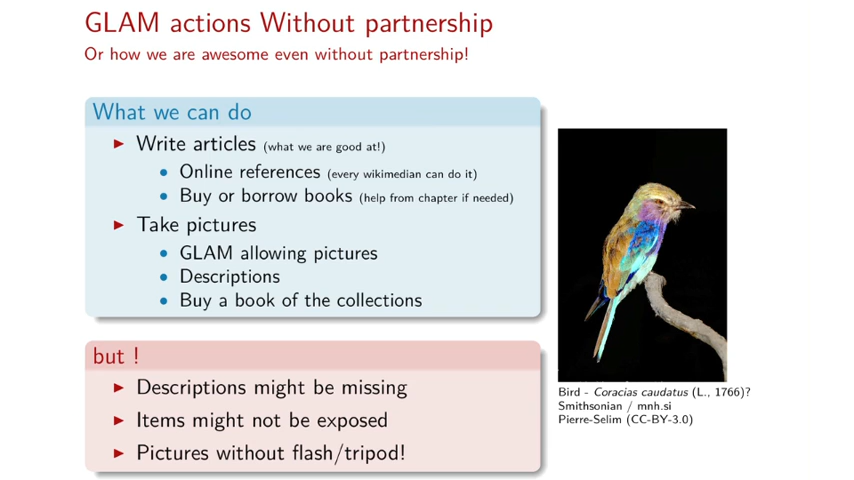 GLAM actions Without partnership
Or how we are awesome even without partnership!
What we can do
Write articles (what we are good at!)
Online references (every wikimedian can do it)
Buy or borrow books (help from chapter if needed)
Take pictures
GLAM allowing pictures
Descriptions
Buy a book of the collections
but !
Descriptions might be missing
Items might not be exposed
Pictures without flash/tripod!
Bird - Coracias caudatus (L., 1766)?
Smithsonian / mnh.si
Pierre-Selim (CC-BY-3.0)